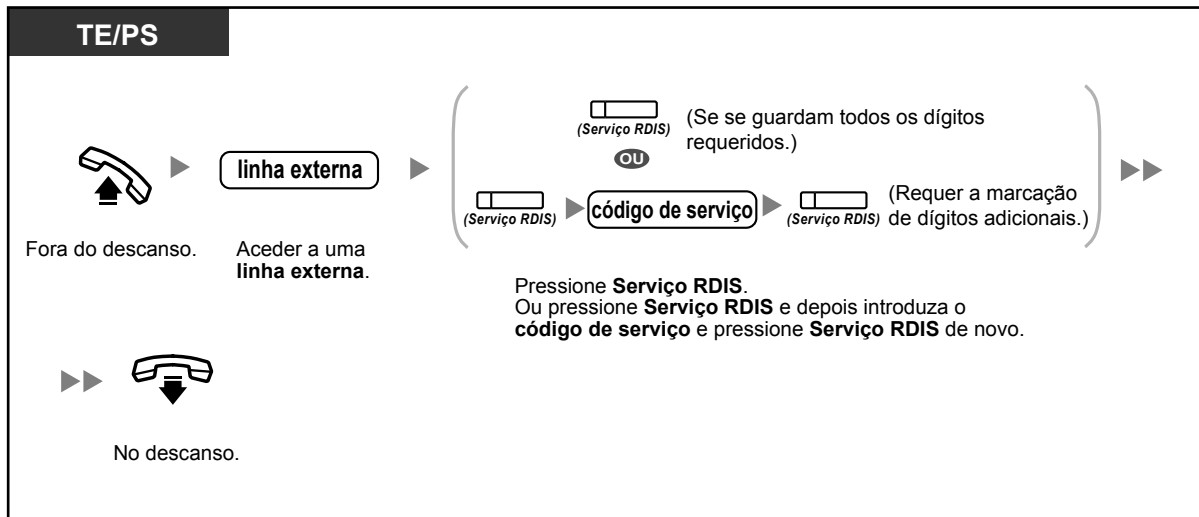 TE/PS
(Serviço RDIS)
(Se se guardam todos os dígitos
requeridos.)
OU
linha externa
(Serviço RDIS)
código de serviço
(Serviço RDIS)
(Requer a marcação
de dígitos adicionais.)
Fora do descanso.
Aceder a uma
linha externa.
Pressione Serviço RDIS.
Ou pressione Serviço RDIS e depois introduza o
código de serviço e pressione Serviço RDIS de novo.
No descanso.